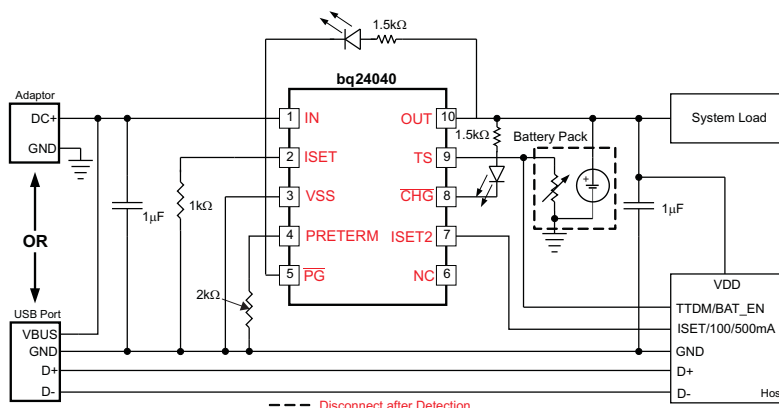 1.5kΩ
bq24040
Adaptor
DC+
GND
1 IN
OUT 10
System Load
1.5kΩ
Battery Pack
2 ISET
TS 9
3 VSS
CHG 8
1kΩ
1μF
+
1μF
4 PRETERM
ISET2 7
OR
5 PG
NC 6
VDD
2kΩ
TTDM/BAT_EN
USB Port
VBUS
ISET/100/500mA
GND
GND
D+
D+
D-
D-
Hos
Disconnect after Detection